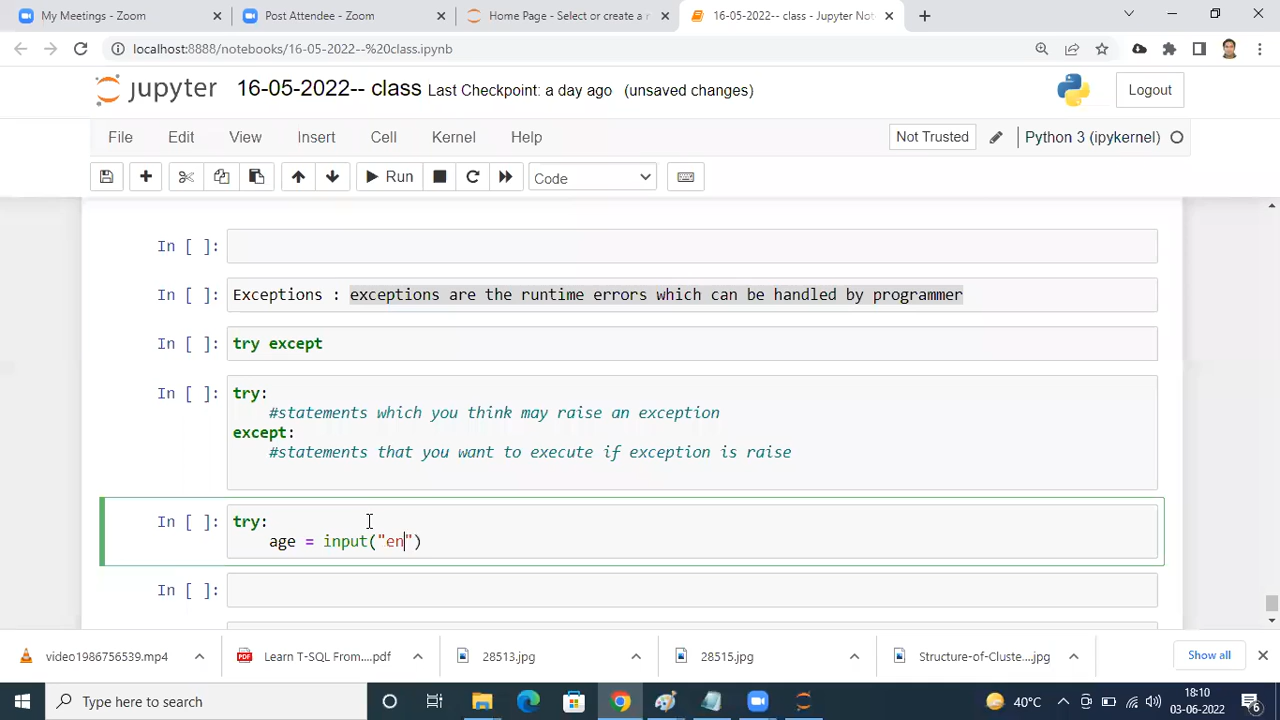 My Meetings - Zoom
Post Attendee - Zoom
Home Page - Select or create a n
16-05-2022-- class - Jupyter Not
localhost:8888/notebooks/16-05-2022--%20class.ipynb
jupyter 16-05-2022-- class Last Checkpoint: a day ago (unsaved changes)
Logout
File Edit View Insert Cell Kernel Help
Not Trusted
Python 3 (ipykernel)
Run
Code
In [ ]:
In [ ]: Exceptions : exceptions are the runtime errors which can be handled by programmer
In [ ]: try except
In [ ]: try:
#statements which you think may raise an exception
except:
#statements that you want to execute if exception is raise
In [ ]: try:
age = input("en")
In [ ]:
video1986756539.mp4
PDF
Learn T-SQL From....pdf
28513.jpg
28515.jpg
Structure-of-Cluste....jpg
Show all
Type here to search
40°C
18:10
03-06-2022
6